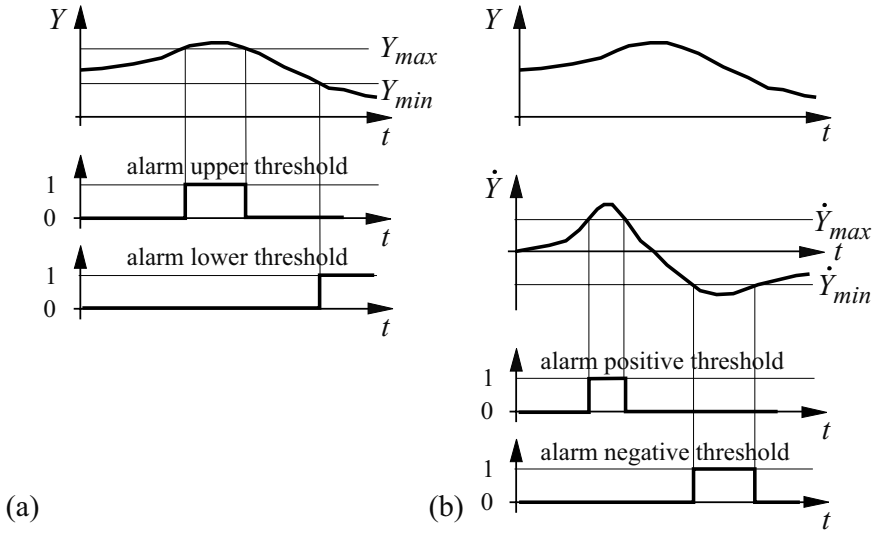 Y
Y_max
Y_min
t
alarm upper threshold
1
0
t
alarm lower threshold
1
0
t
(a)
Y
t
Ẏ
Ẏ_max
t
Ẏ_min
alarm positive threshold
1
0
t
alarm negative threshold
1
0
t
(b)